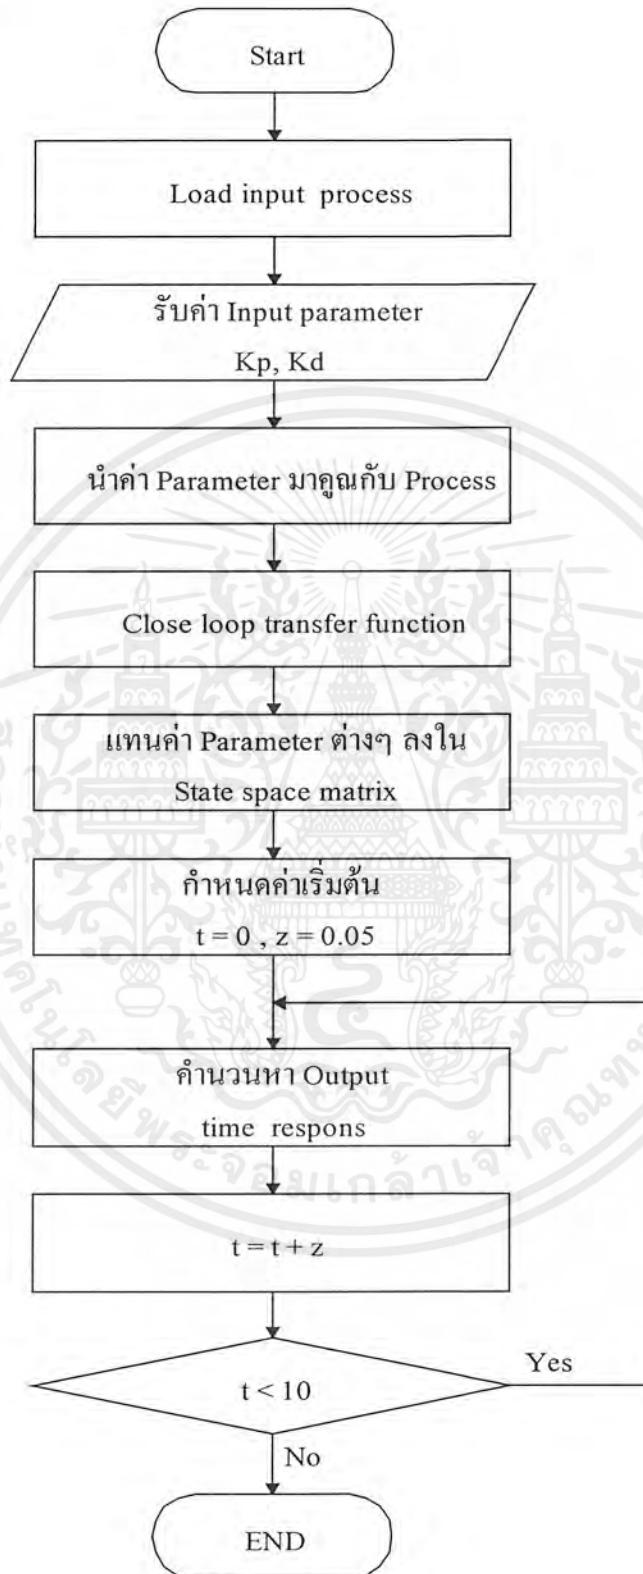 Start
Load input process
รับค่า Input parameter
Kp, Kd
นำค่า Parameter มาคูณกับ Process
Close loop transfer function
แทนค่า Parameter ต่างๆ ลงใน
State space matrix
กำหนดค่าเริ่มต้น
t = 0 , z = 0.05
คำนวนหา Output
time respons
t = t + z
t < 10
Yes
No
END